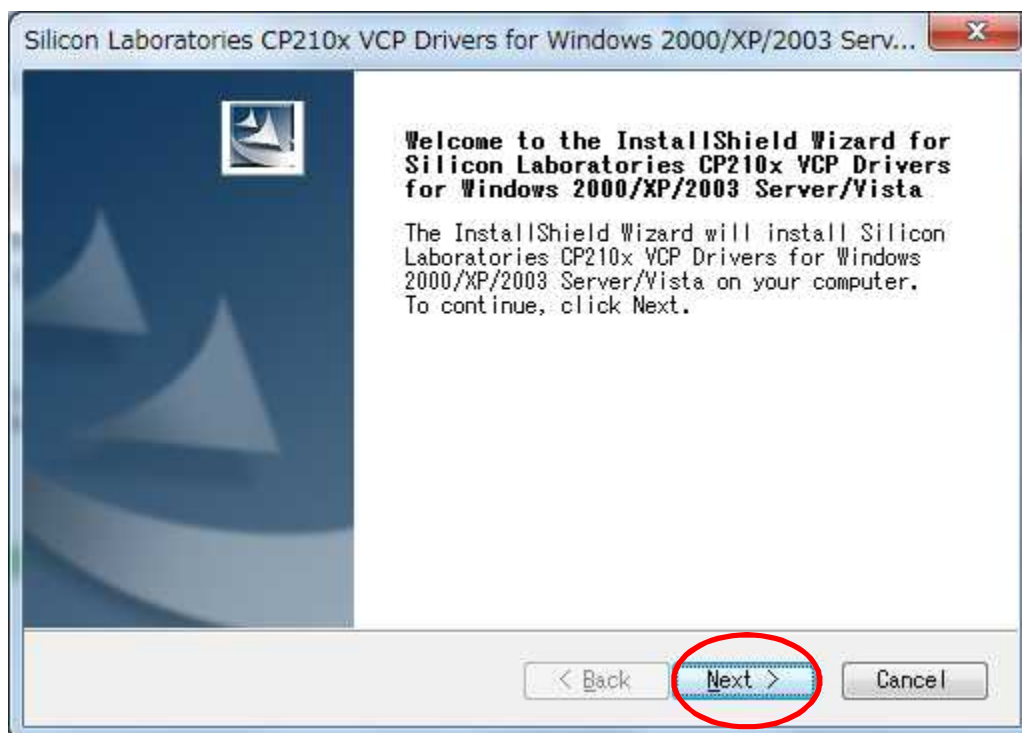 Silicon Laboratories CP210x VCP Drivers for Windows 2000/XP/2003 Serv...
Welcome to the InstallShield Wizard for
Silicon Laboratories CP210x VCP Drivers
for Windows 2000/XP/2003 Server/Vista
The InstallShield Wizard will install Silicon
Laboratories CP210x VCP Drivers for Windows
2000/XP/2003 Server/Vista on your computer.
To continue, click Next.
< Back Next > Cancel